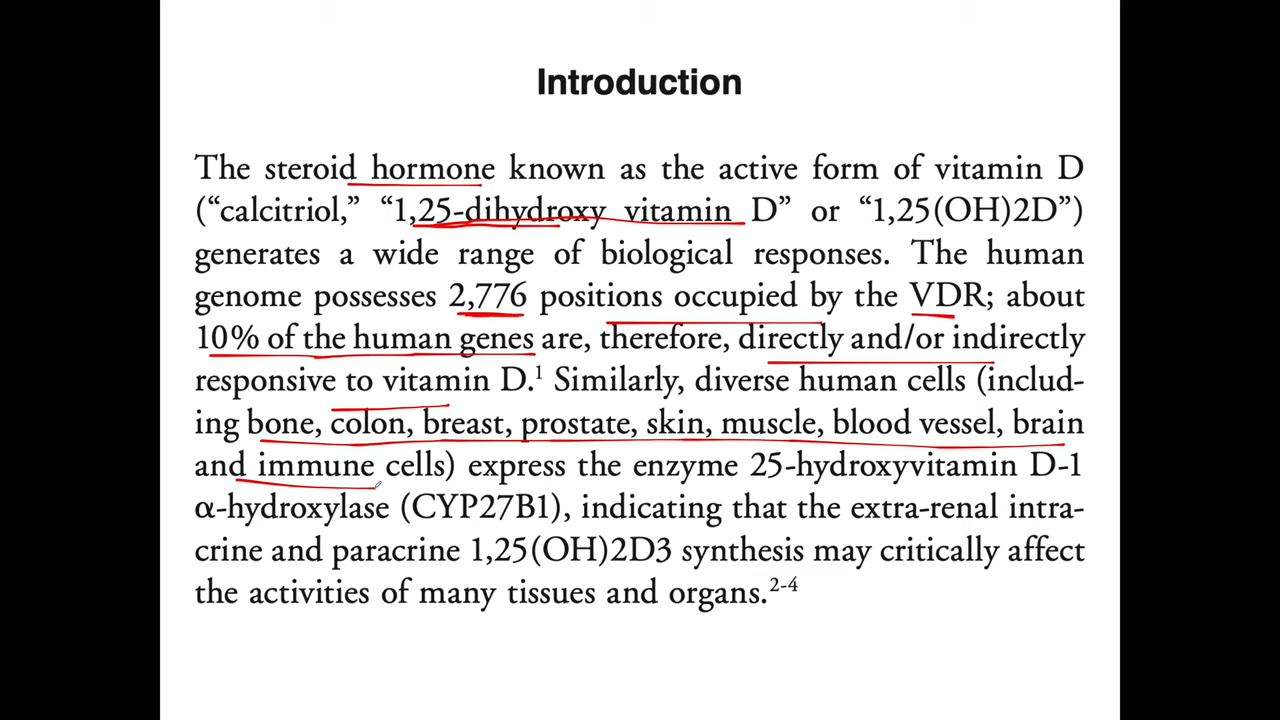 Introduction
The steroid hormone known as the active form of vitamin D
(“calcitriol,” “1,25-dihydroxy vitamin D” or “1,25(OH)2D”)
generates a wide range of biological responses. The human
genome possesses 2,776 positions occupied by the VDR; about
10% of the human genes are, therefore, directly and/or indirectly
responsive to vitamin D.1 Similarly, diverse human cells (includ-
ing bone, colon, breast, prostate, skin, muscle, blood vessel, brain
and immune cells) express the enzyme 25-hydroxyvitamin D-1
α-hydroxylase (CYP27B1), indicating that the extra-renal intra-
crine and paracrine 1,25(OH)2D3 synthesis may critically affect
the activities of many tissues and organs.2-4